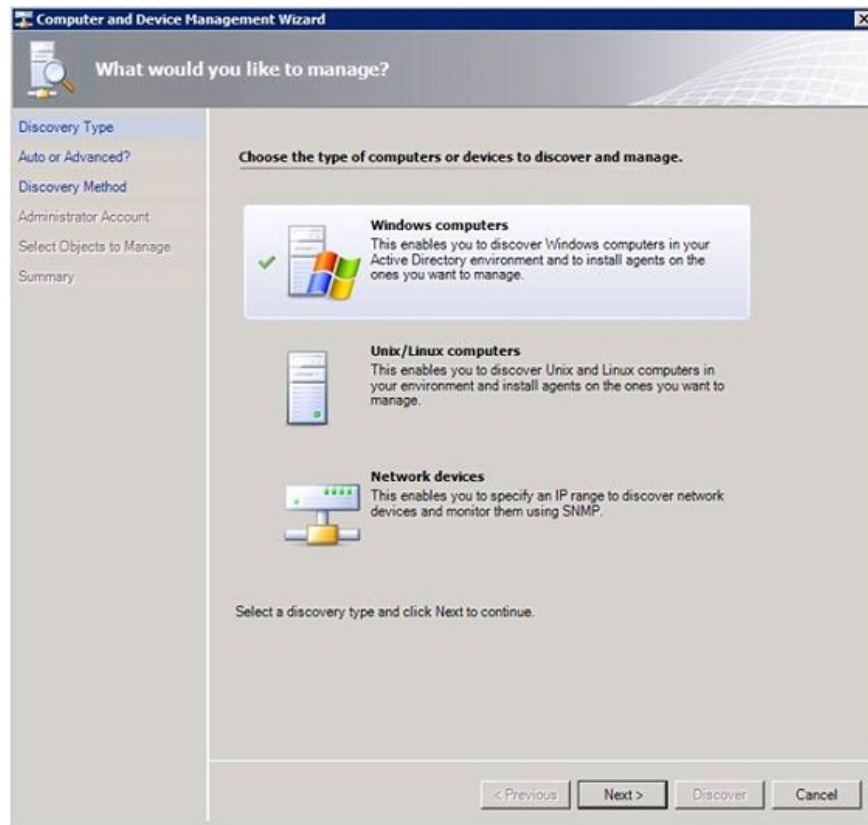 Computer and Device Management Wizard
What would you like to manage?
Discovery Type
Auto or Advanced?
Discovery Method
Administrator Account
Select Objects to Manage
Summary
Choose the type of computers or devices to discover and manage.
Windows computers
This enables you to discover Windows computers in your
Active Directory environment and to install agents on the
ones you want to manage.
Unix/Linux computers
This enables you to discover Unix and Linux computers in
your environment and install agents on the ones you want to
manage.
Network devices
This enables you to specify an IP range to discover network
devices and monitor them using SNMP.
Select a discovery type and click Next to continue.
< Previous
Next >
Discover
Cancel